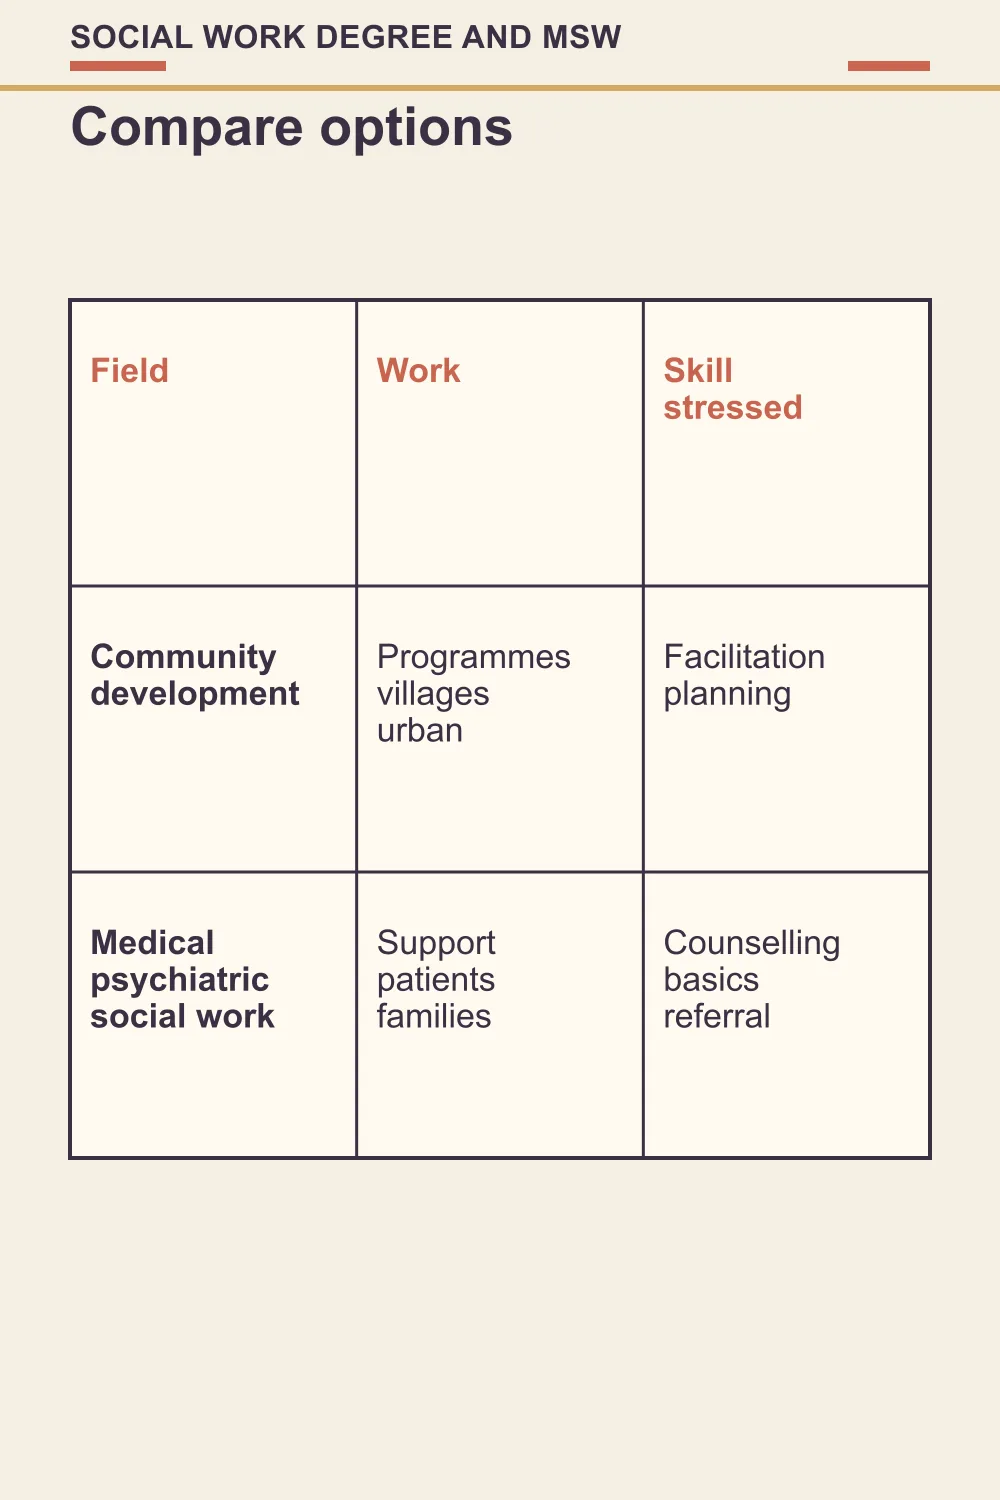 SOCIAL WORK DEGREE AND MSW
Compare options
Field
Work
Skill
stressed
Community
development
Programmes
villages
urban
Facilitation
planning
Medical
psychiatric
social work
Support
patients
families
Counselling
basics
referral